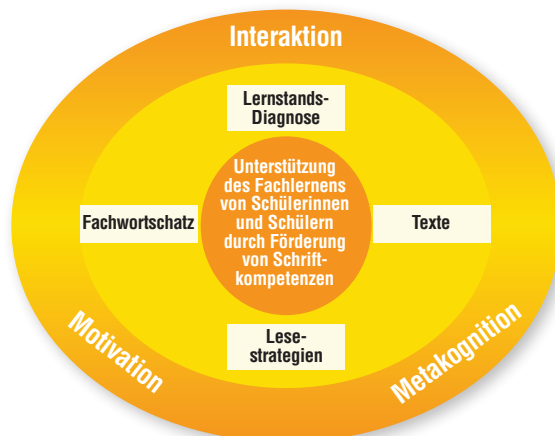 Interaktion
Lernstands-
Diagnose
Unterstützung
des Fachlernens
von Schülerinnen
und Schülern
durch Förderung
von Schrift-
kompetenzen
Fachwortschatz
Texte
Lese-
strategien
Motivation
Metakognition